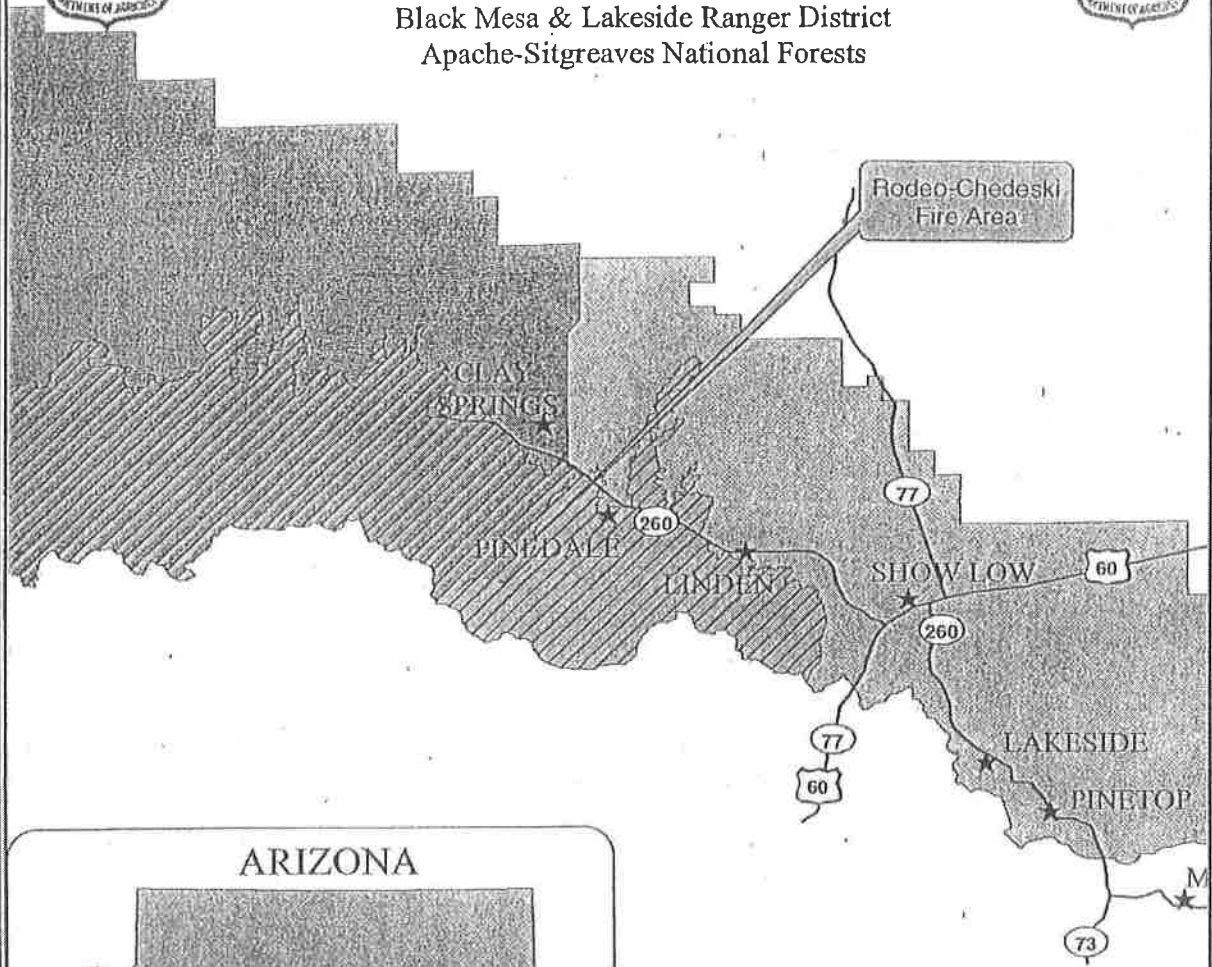 Black Mesa & Lakeside Ranger District
Apache-Sitgreaves National Forests
Rodeo-Chedeski
Fire Area
CLAY
SPRINGS
77
260
PINEDALE
LINDEN
SHOW LOW
60
260
77
60
LAKESIDE
PINETOP
M
73
ARIZONA